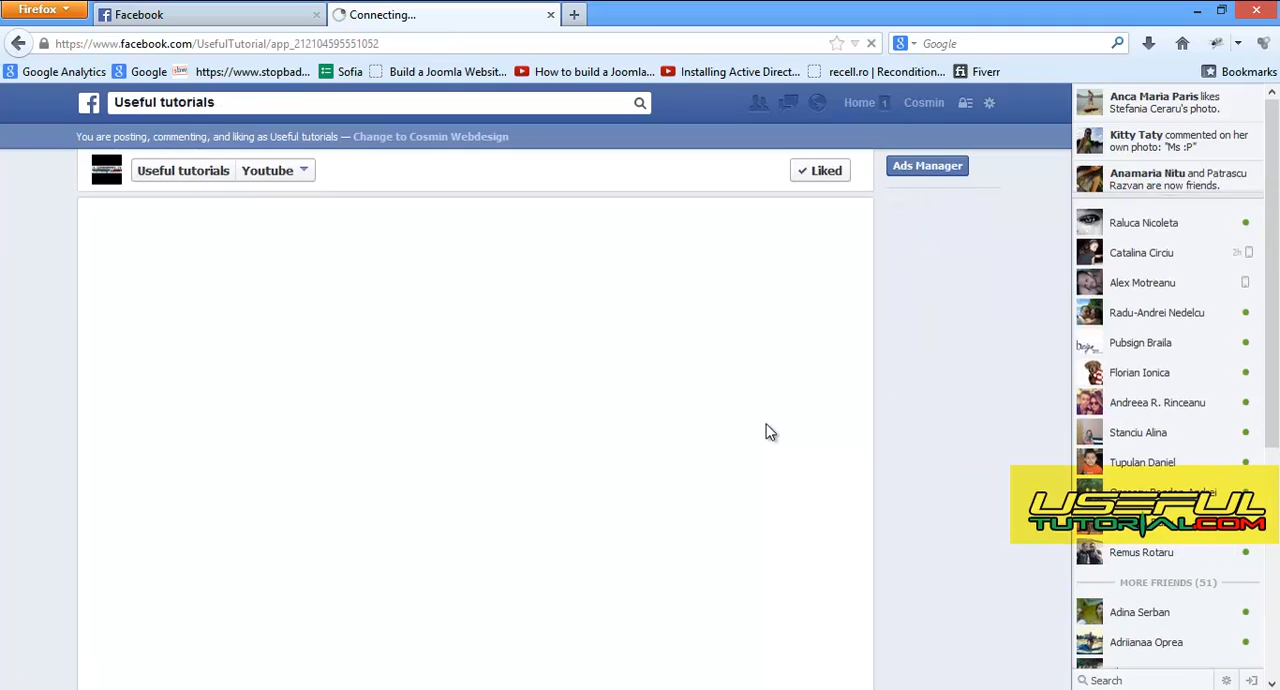 Firefox
Facebook
Connecting...
https://www.facebook.com/UsefulTutorial/app_212104595551052
Google
Google Analytics
Google
https://www.stopbad...
Sofia
Build a Joomla Websit...
How to build a Joomla...
Installing Active Direct...
recell.ro | Recondition...
Fiverr
Bookmarks
Useful tutorials
Home 1
Cosmin
You are posting, commenting, and liking as Useful tutorials — Change to Cosmin Webdesign
Useful tutorials
Youtube
Liked
Ads Manager
Anca Maria Paris likes
Stefania Ceraru's photo.
Kitty Taty commented on her
own photo: "Ms :P"
Anamaria Nitu and Patrascu
Razvan are now friends.
Raluca Nicoleta
Catalina Circiu 2h
Alex Motreanu
Radu-Andrei Nedelcu
Pubsign Braila
Florian Ionica
Andreea R. Rinceanu
Stanciu Alina
Tupulan Daniel
USEFUL
TUTORIAL.COM
Remus Rotaru
MORE FRIENDS (51)
Adina Serban
Adriianaa Oprea
Search